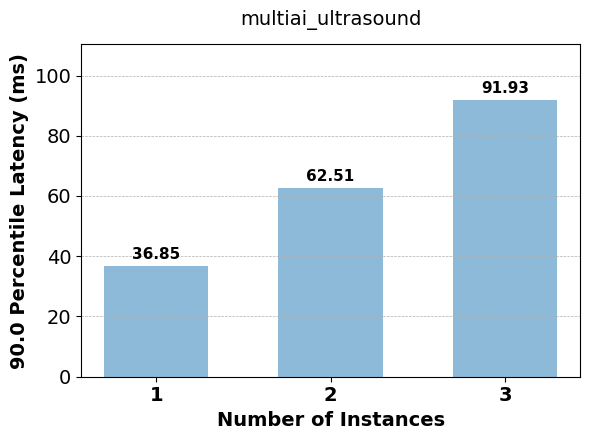 multiai_ultrasound
90.0 Percentile Latency (ms)
100
80
60
40
20
0
36.85
62.51
91.93
1 2 3
Number of Instances